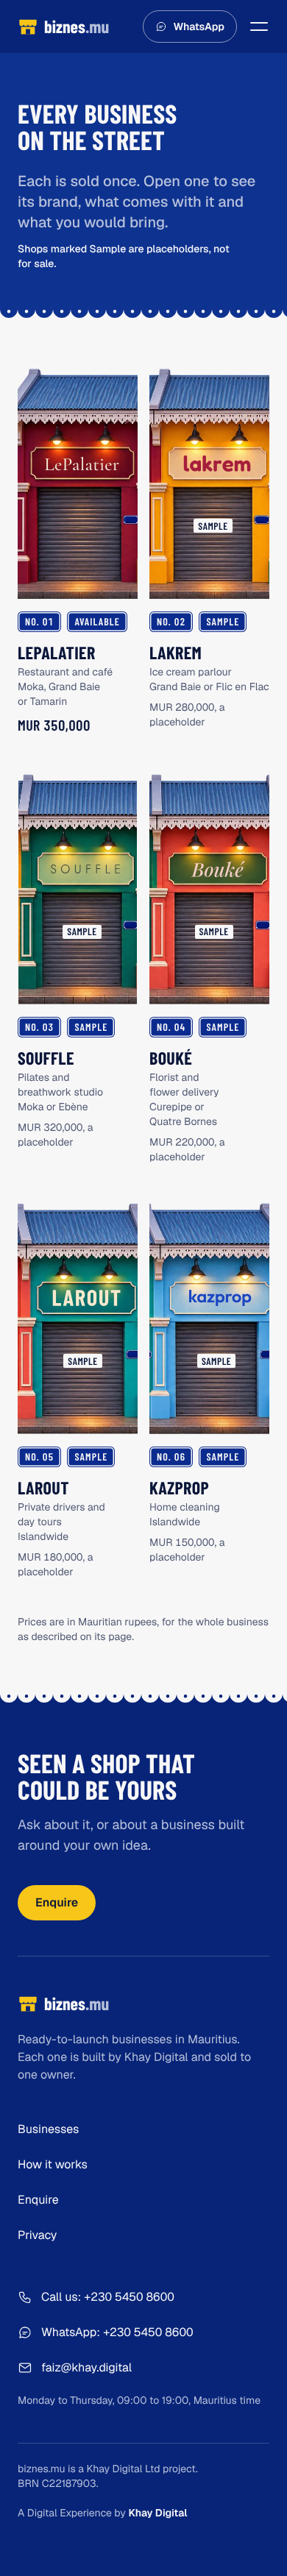 biznes.mu
WhatsApp
EVERY BUSINESS
ON THE STREET
Each is sold once. Open one to see
its brand, what comes with it and
what you would bring.
Shops marked Sample are placeholders, not
for sale.
LePalatier
lakrem
SAMPLE
NO. 01
AVAILABLE
NO. 02
SAMPLE
LEPALATIER
Restaurant and café
Moka, Grand Baie
or Tamarin
MUR 350,000
LAKREM
Ice cream parlour
Grand Baie or Flic en Flac
MUR 280,000, a
placeholder
SOUFFLE
SAMPLE
Bouké
SAMPLE
NO. 03
SAMPLE
NO. 04
SAMPLE
SOUFFLE
Pilates and
breathwork studio
Moka or Ebène
MUR 320,000, a
placeholder
BOUKÉ
Florist and
flower delivery
Curepipe or
Quatre Bornes
MUR 220,000, a
placeholder
LAROUT
SAMPLE
kazprop
SAMPLE
NO. 05
SAMPLE
NO. 06
SAMPLE
LAROUT
Private drivers and
day tours
Islandwide
MUR 180,000, a
placeholder
KAZPROP
Home cleaning
Islandwide
MUR 150,000, a
placeholder
Prices are in Mauritian rupees, for the whole business
as described on its page.
SEEN A SHOP THAT
COULD BE YOURS
Ask about it, or about a business built
around your own idea.
Enquire
biznes.mu
Ready-to-launch businesses in Mauritius.
Each one is built by Khay Digital and sold to
one owner.
Businesses
How it works
Enquire
Privacy
Call us: +230 5450 8600
WhatsApp: +230 5450 8600
faiz@khay.digital
Monday to Thursday, 09:00 to 19:00, Mauritius time
biznes.mu is a Khay Digital Ltd project.
BRN C22187903.
A Digital Experience by Khay Digital